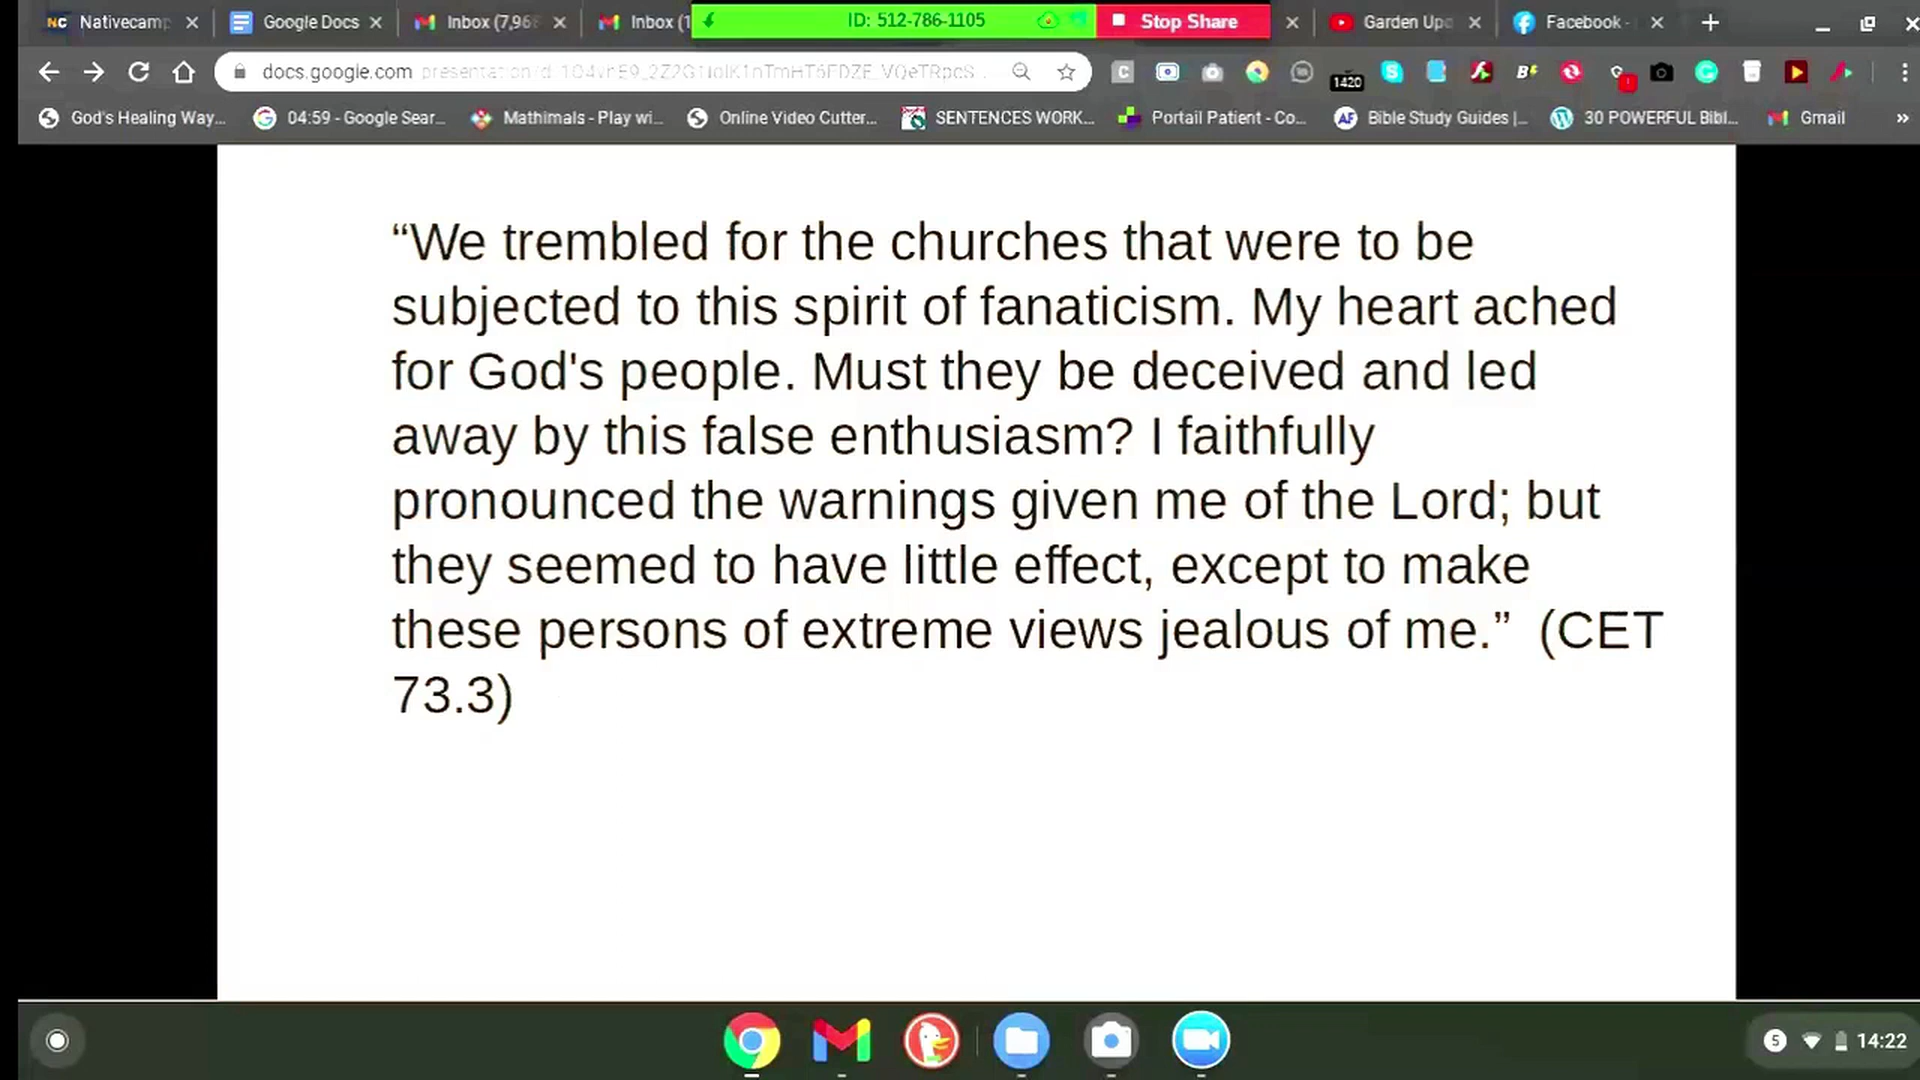 Nativecam
Google Docs
Inbox (7,96
Inbox (1
ID: 512-786-1105
Stop Share
Garden Up
Facebook -
docs.google.com
1420
God's Healing Way...
04:59 - Google Sear...
Mathimals - Play wi...
Online Video Cutter...
SENTENCES WORK...
Portail Patient - Co...
AF
Bible Study Guides |...
30 POWERFUL Bibl...
Gmail
“We trembled for the churches that were to be
subjected to this spirit of fanaticism. My heart ached
for God's people. Must they be deceived and led
away by this false enthusiasm? I faithfully
pronounced the warnings given me of the Lord; but
they seemed to have little effect, except to make
these persons of extreme views jealous of me.” (CET
73.3)
5
14:22